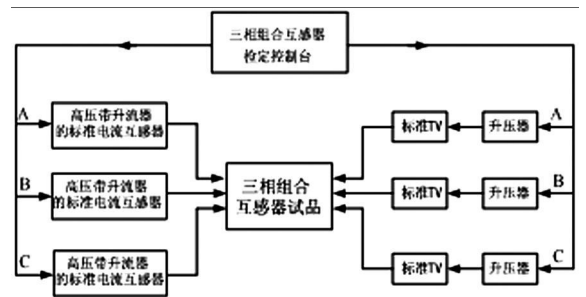 三相组合互感器
检定控制台
A
高压带升流器
的标准电流互感器
B
高压带升流器
的标准电流互感器
C
高压带升流器
的标准电流互感器
三相组合
互感器试品
标准TV
升压器
A
标准TV
升压器
B
标准TV
升压器
C